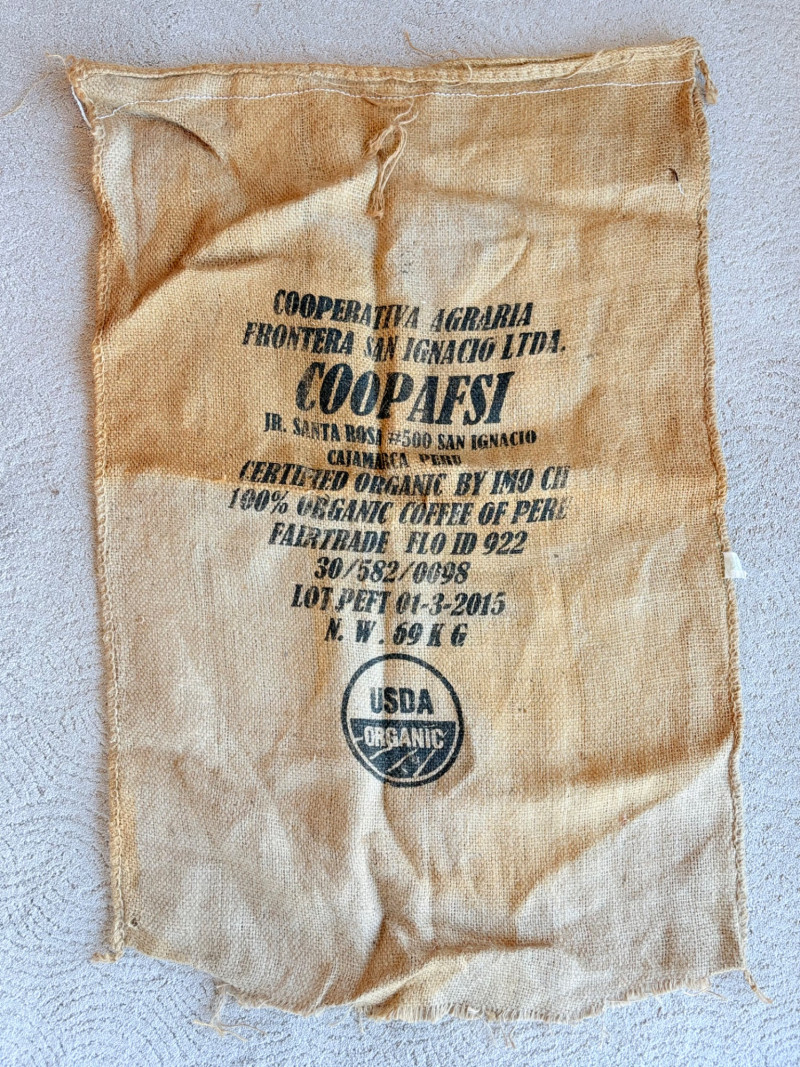 COOPERATIVA AGRARIA
FRONTERA SAN IGNACIO LTDA.
COOPAFSI
JR. SANTA ROSA #500 SAN IGNACIO
CAJAMARCA PERU
CERTIFIED ORGANIC BY IMO CH
100% ORGANIC COFFEE OF PERU
FAIRTRADE FLO ID 922
30/582/0098
LOT PEFT 01-3-2015
N. W. 69 K G
USDA
ORGANIC